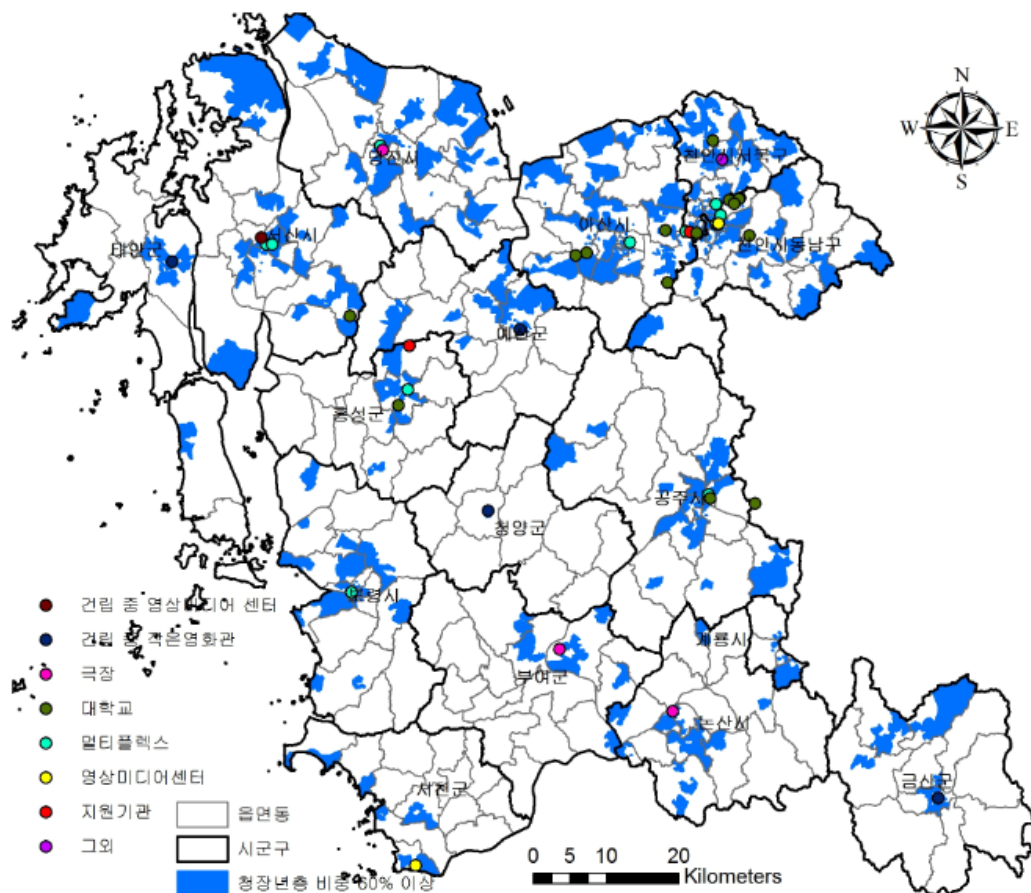 N
W E
S
당진시
천안시서북구
아산시
서산시
천안시동남구
태안군
예산군
홍성군
공주시
청양군
보령시
계룡시
부여군
논산시
서천군
금산군
건립 중 영상미디어 센터
건립 중 작은영화관
극장
대학교
멀티플렉스
영상미디어센터
지원기관
그외
읍면동
시군구
청장년층 비중 60% 이상
0 5 10 20
Kilometers